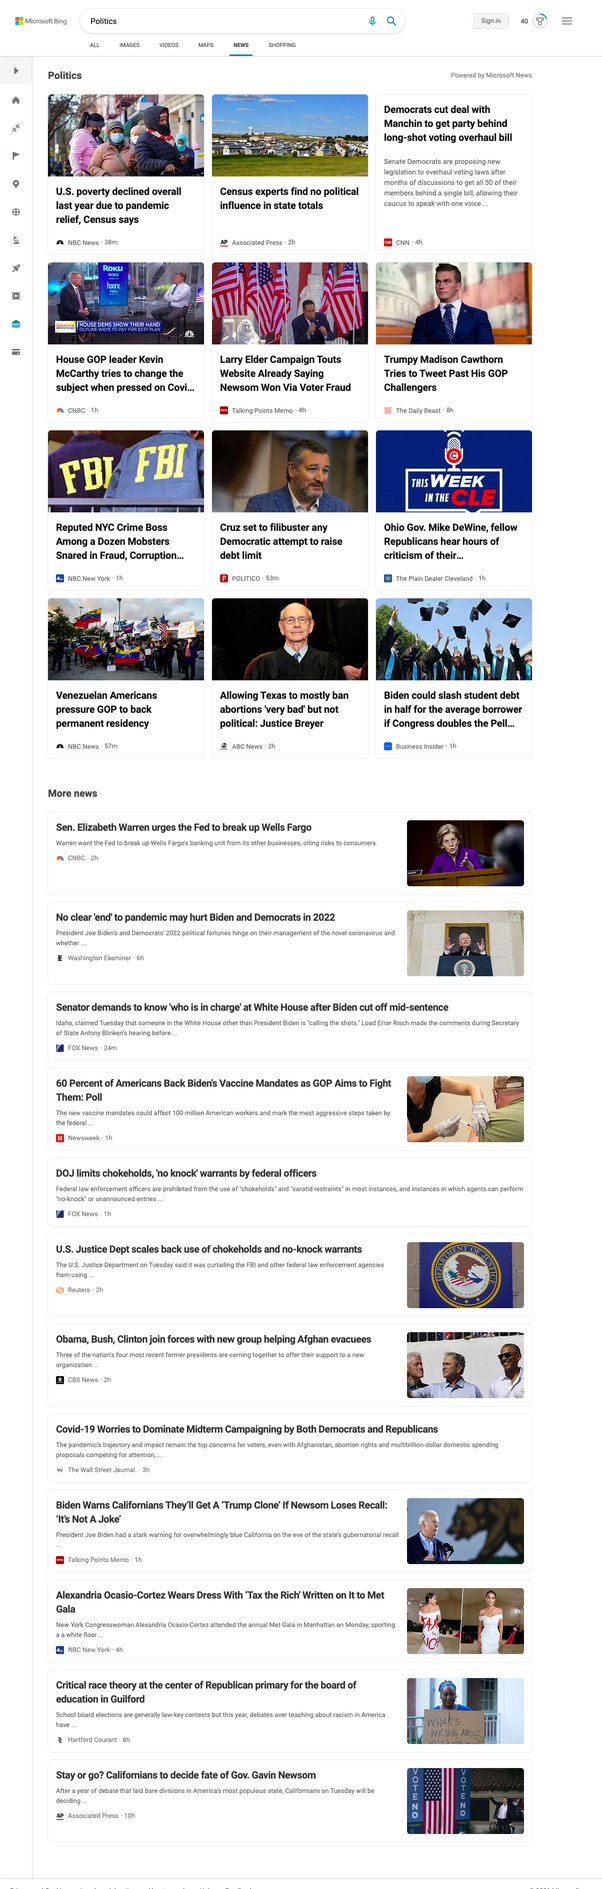 Microsoft Bing
Politics
Sign in
40
ALL
IMAGES
VIDEOS
MAPS
NEWS
SHOPPING
Politics
Powered by Microsoft News
U.S. poverty declined overall
last year due to pandemic
relief, Census says
NBC News · 38m
Census experts find no political
influence in state totals
AP
Associated Press · 2h
Democrats cut deal with
Manchin to get party behind
long-shot voting overhaul bill
Senate Democrats are proposing new
legislation to overhaul voting laws after
months of discussions to get all 50 of their
members behind a single bill, allowing their
caucus to speak with one voice ...
CNN · 4h
Roku
fiserv.
HOUSE DEMS SHOW THEIR HAND
OUTLINE WAYS TO PAY FOR $3.5T PLAN
House GOP leader Kevin
McCarthy tries to change the
subject when pressed on Covi...
CNBC · 1h
Larry Elder Campaign Touts
Website Already Saying
Newsom Won Via Voter Fraud
Talking Points Memo · 4h
Trumpy Madison Cawthorn
Tries to Tweet Past His GOP
Challengers
The Daily Beast · 8h
FBI
FBI
Reputed NYC Crime Boss
Among a Dozen Mobsters
Snared in Fraud, Corruption...
NBC New York · 1h
Cruz set to filibuster any
Democratic attempt to raise
debt limit
POLITICO · 53m
THIS WEEK
IN THE CLE
Ohio Gov. Mike DeWine, fellow
Republicans hear hours of
criticism of their...
The Plain Dealer Cleveland · 1h
Venezuelan Americans
pressure GOP to back
permanent residency
NBC News · 57m
Allowing Texas to mostly ban
abortions 'very bad' but not
political: Justice Breyer
ABC News · 2h
Biden could slash student debt
in half for the average borrower
if Congress doubles the Pell...
Business Insider · 1h
More news
Sen. Elizabeth Warren urges the Fed to break up Wells Fargo
Warren want the Fed to break up Wells Fargo's banking unit from its other businesses, citing risks to consumers.
CNBC · 2h
No clear 'end' to pandemic may hurt Biden and Democrats in 2022
President Joe Biden's and Democrats' 2022 political fortunes hinge on their management of the novel coronavirus and
whether ...
Washington Examiner · 6h
Senator demands to know 'who is in charge' at White House after Biden cut off mid-sentence
Idaho, claimed Tuesday that someone in the White House other than President Biden is "calling the shots." Load Error Risch made the comments during Secretary
of State Antony Blinken's hearing before ...
FOX News · 24m
60 Percent of Americans Back Biden's Vaccine Mandates as GOP Aims to Fight
Them: Poll
The new vaccine mandates could affect 100 million American workers and mark the most aggressive steps taken by
the federal ...
N
Newsweek · 1h
DOJ limits chokeholds, 'no knock' warrants by federal officers
Federal law enforcement officers are prohibited from the use of "chokeholds" and "carotid restraints" in most instances, and instances in which agents can perform
"no-knock" or unannounced entries ...
FOX News · 1h
U.S. Justice Dept scales back use of chokeholds and no-knock warrants
The U.S. Justice Department on Tuesday said it was curtailing the FBI and other federal law enforcement agencies
from using ...
Reuters · 2h
DEPARTMENT OF JUSTICE
Obama, Bush, Clinton join forces with new group helping Afghan evacuees
Three of the nation's four most recent former presidents are coming together to offer their support to a new
organization ...
CBS News · 2h
Covid-19 Worries to Dominate Midterm Campaigning by Both Democrats and Republicans
The pandemic's trajectory and impact remain the top concerns for voters, even with Afghanistan, abortion rights and multitrillion-dollar domestic spending
proposals competing for attention, ...
WSJ
The Wall Street Journal. · 3h
Biden Warns Californians They'll Get A 'Trump Clone' If Newsom Loses Recall:
'It's Not A Joke'
President Joe Biden had a stark warning for overwhelmingly blue California on the eve of the state's gubernatorial recall
...
Talking Points Memo · 1h
Alexandria Ocasio-Cortez Wears Dress With 'Tax the Rich' Written on It to Met
Gala
New York Congresswoman Alexandria Ocasio-Cortez attended the annual Met Gala in Manhattan on Monday, sporting
a a white floor ...
NBC New York · 4h
Critical race theory at the center of Republican primary for the board of
education in Guilford
School board elections are generally low-key contests but this year, debates over teaching about racism in America
have ...
Hartford Courant · 6h
WHAT'S
WRONG ABOUT
Stay or go? Californians to decide fate of Gov. Gavin Newsom
After a year of debate that laid bare divisions in America's most populous state, Californians on Tuesday will be
deciding ...
AP
Associated Press · 10h
VOTE
NO
VOTE
NO